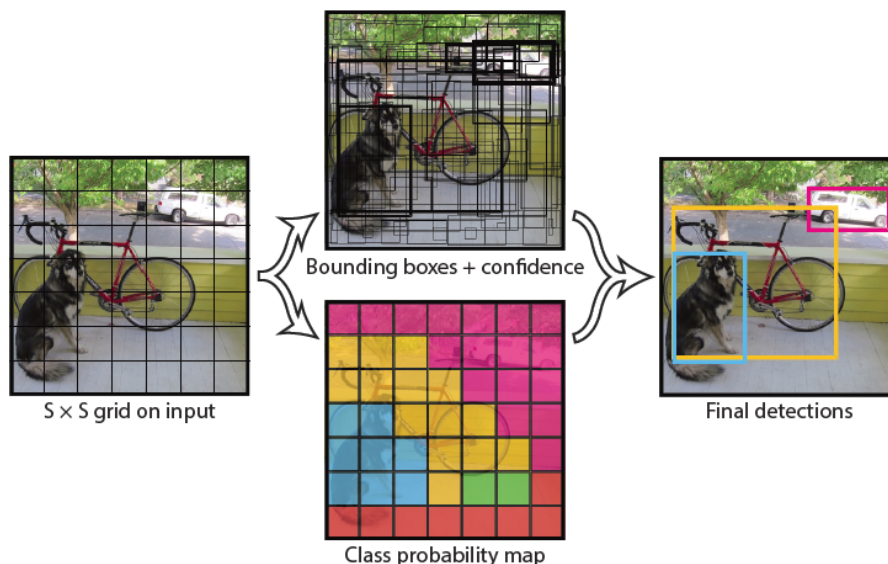 Bounding boxes + confidence
S × S grid on input
Final detections
Class probability map